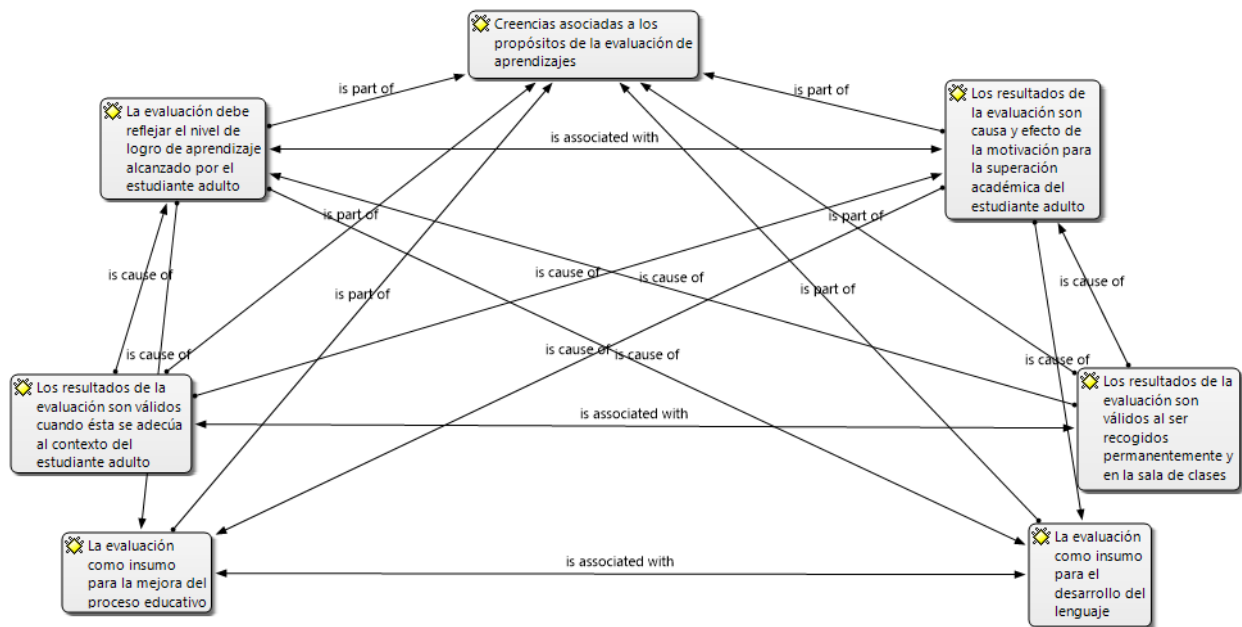 Creencias asociadas a los
propósitos de la evaluación de
aprendizajes
is part of
is part of
La evaluación debe
reflejar el nivel de
logro de aprendizaje
alcanzado por el
estudiante adulto
Los resultados de
la evaluación son
causa y efecto de
la motivación para
la superación
académica del
estudiante adulto
is associated with
is part of
is part of
is cause of
is cause of
is cause of
is cause of
is part of
is part of
is cause of
is cause of
is cause of
is cause of
Los resultados de la
evaluación son válidos
cuando ésta se adecúa
al contexto del
estudiante adulto
Los resultados de la
evaluación son
válidos al ser
recogidos
permanentemente y
en la sala de clases
is associated with
La evaluación
como insumo
para la mejora del
proceso educativo
is associated with
La evaluación
como insumo
para el
desarrollo del
lenguaje